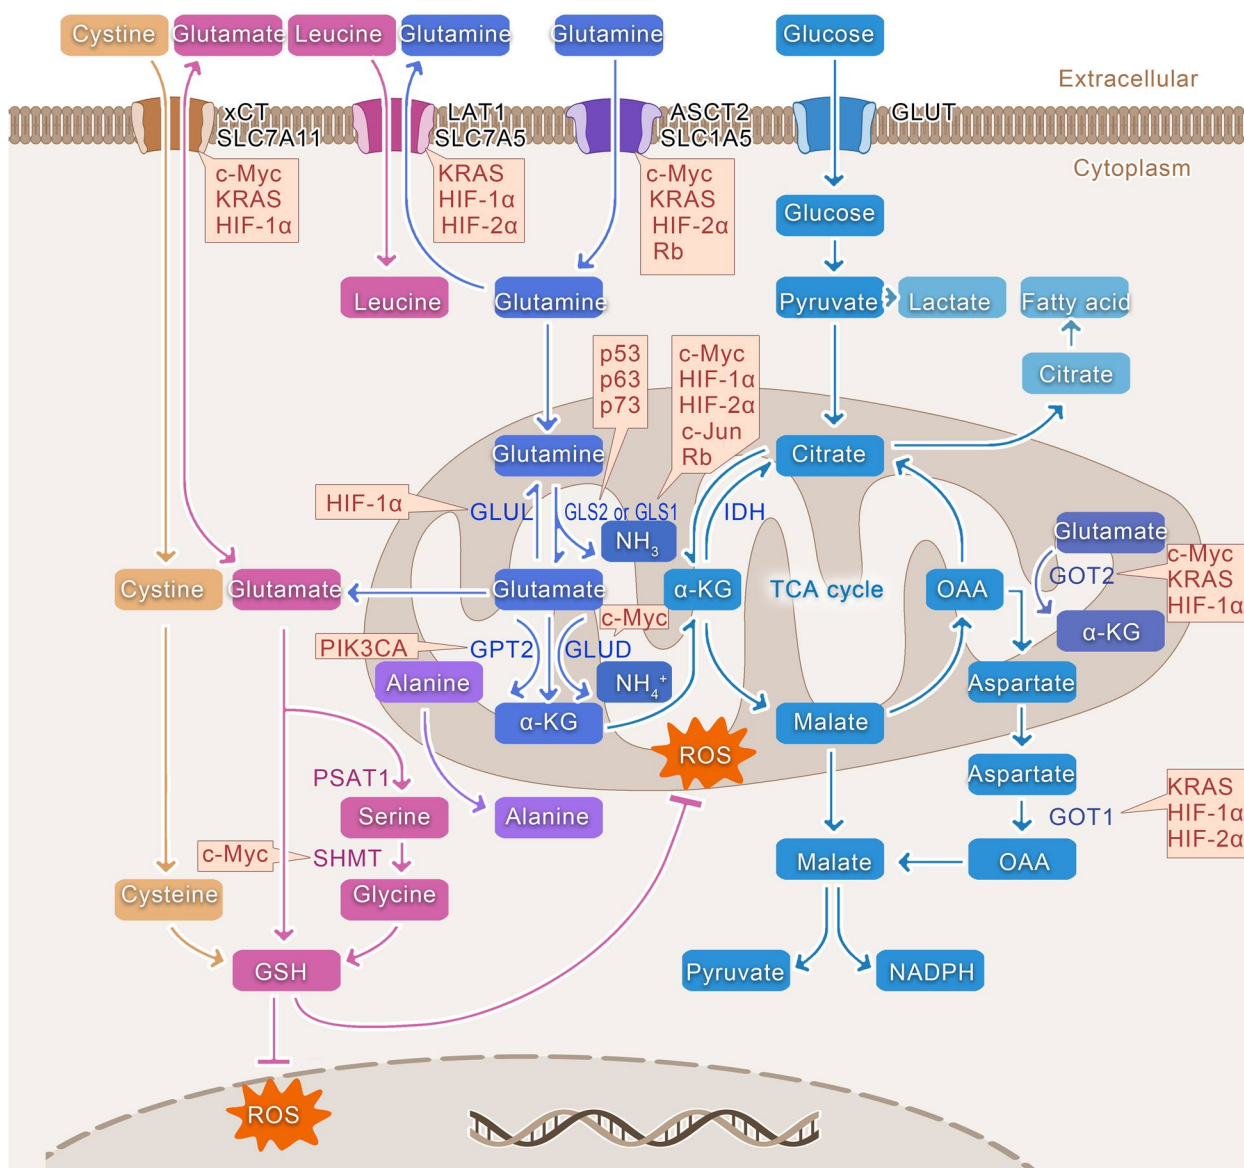 Cystine
Glutamate
Leucine
Glutamine
Glutamine
Glucose
Extracellular
xCT
SLC7A11
LAT1
SLC7A5
ASCT2
SLC1A5
GLUT
Cytoplasm
c-Myc
KRAS
HIF-1α
KRAS
HIF-1α
HIF-2α
c-Myc
KRAS
HIF-2α
Rb
Glucose
Leucine
Glutamine
Pyruvate
Lactate
Fatty acid
p53
p63
p73
c-Myc
HIF-1α
HIF-2α
c-Jun
Rb
Citrate
Glutamine
Citrate
HIF-1α
GLUL
GLS2 or GLS1
IDH
NH3
Glutamate
GOT2
c-Myc
KRAS
HIF-1α
Cystine
Glutamate
Glutamate
α-KG
TCA cycle
OAA
c-Myc
α-KG
PIK3CA
GPT2
GLUD
Alanine
NH4+
Aspartate
α-KG
Malate
ROS
PSAT1
Aspartate
KRAS
HIF-1α
HIF-2α
GOT1
Serine
Alanine
c-Myc
SHMT
Malate
OAA
Cysteine
Glycine
GSH
Pyruvate
NADPH
ROS